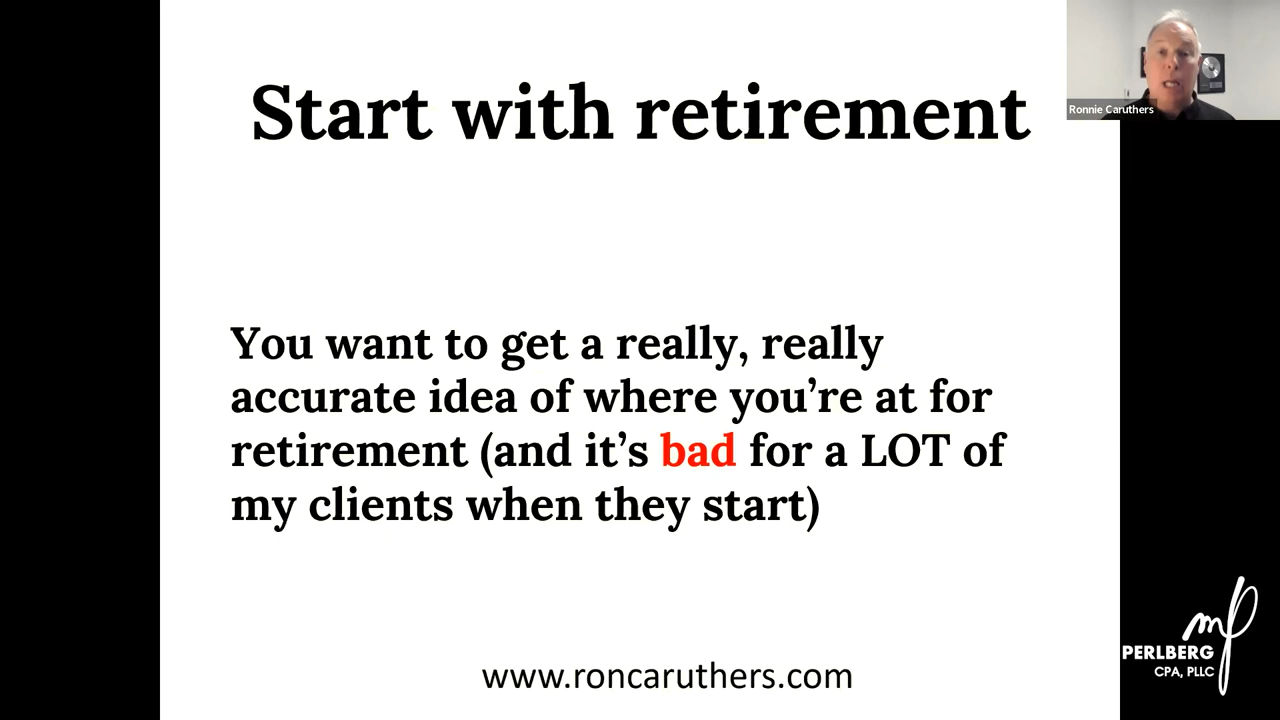 Start with retirement
Ronnie Caruthers
You want to get a really, really
accurate idea of where you’re at for
retirement (and it’s bad for a LOT of
my clients when they start)
www.roncaruthers.com
mp
PERLBERG
CPA, PLLC